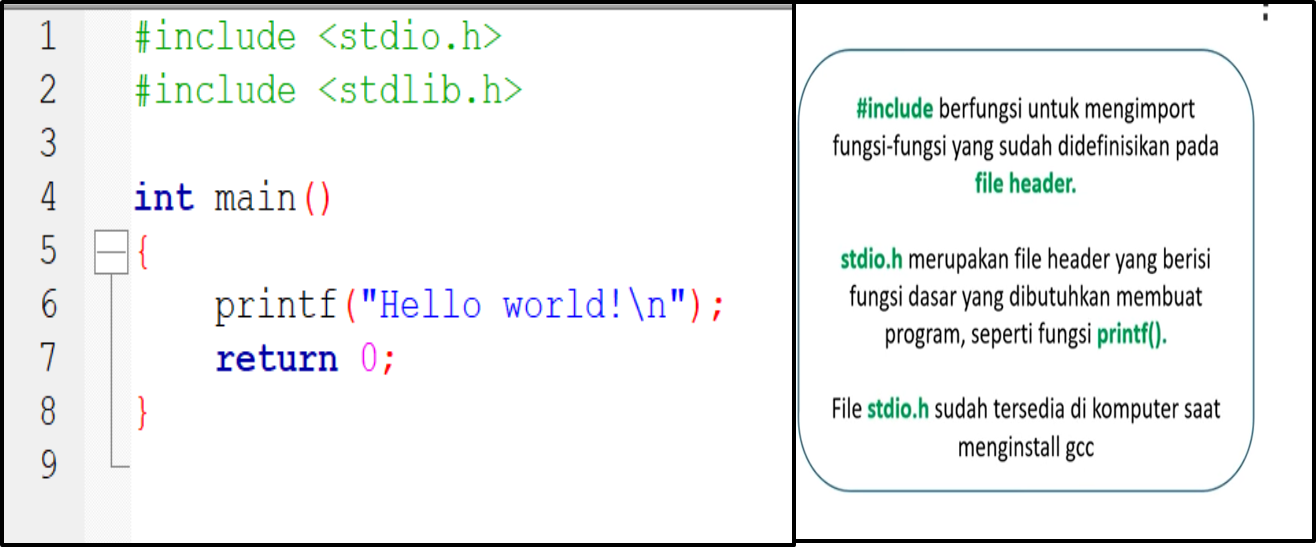 1 #include <stdio.h>
2 #include <stdlib.h>
3
4 int main()
5 {
6 printf("Hello world!\n");
7 return 0;
8 }
9
#include berfungsi untuk mengimport
fungsi-fungsi yang sudah didefinisikan pada
file header.
stdio.h merupakan file header yang berisi
fungsi dasar yang dibutuhkan membuat
program, seperti fungsi printf().
File stdio.h sudah tersedia di komputer saat
menginstall gcc